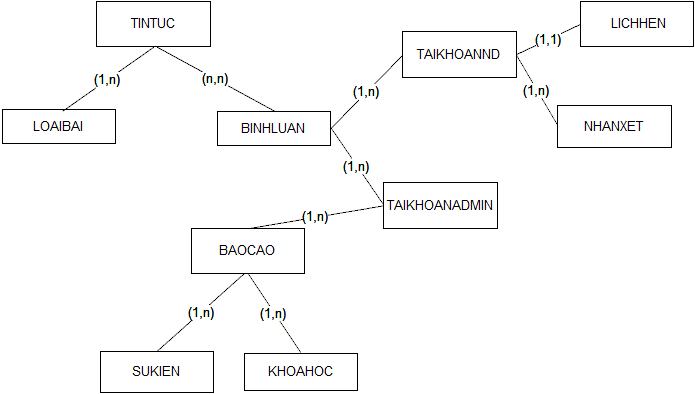 TINTUC
LICHHEN
TAIKHOANND
(1,1)
(1,n)
(n,n)
(1,n)
(1,n)
LOAIBAI
BINHLUAN
NHANXET
(1,n)
TAIKHOANADMIN
(1,n)
BAOCAO
(1,n)
(1,n)
SUKIEN
KHOAHOC